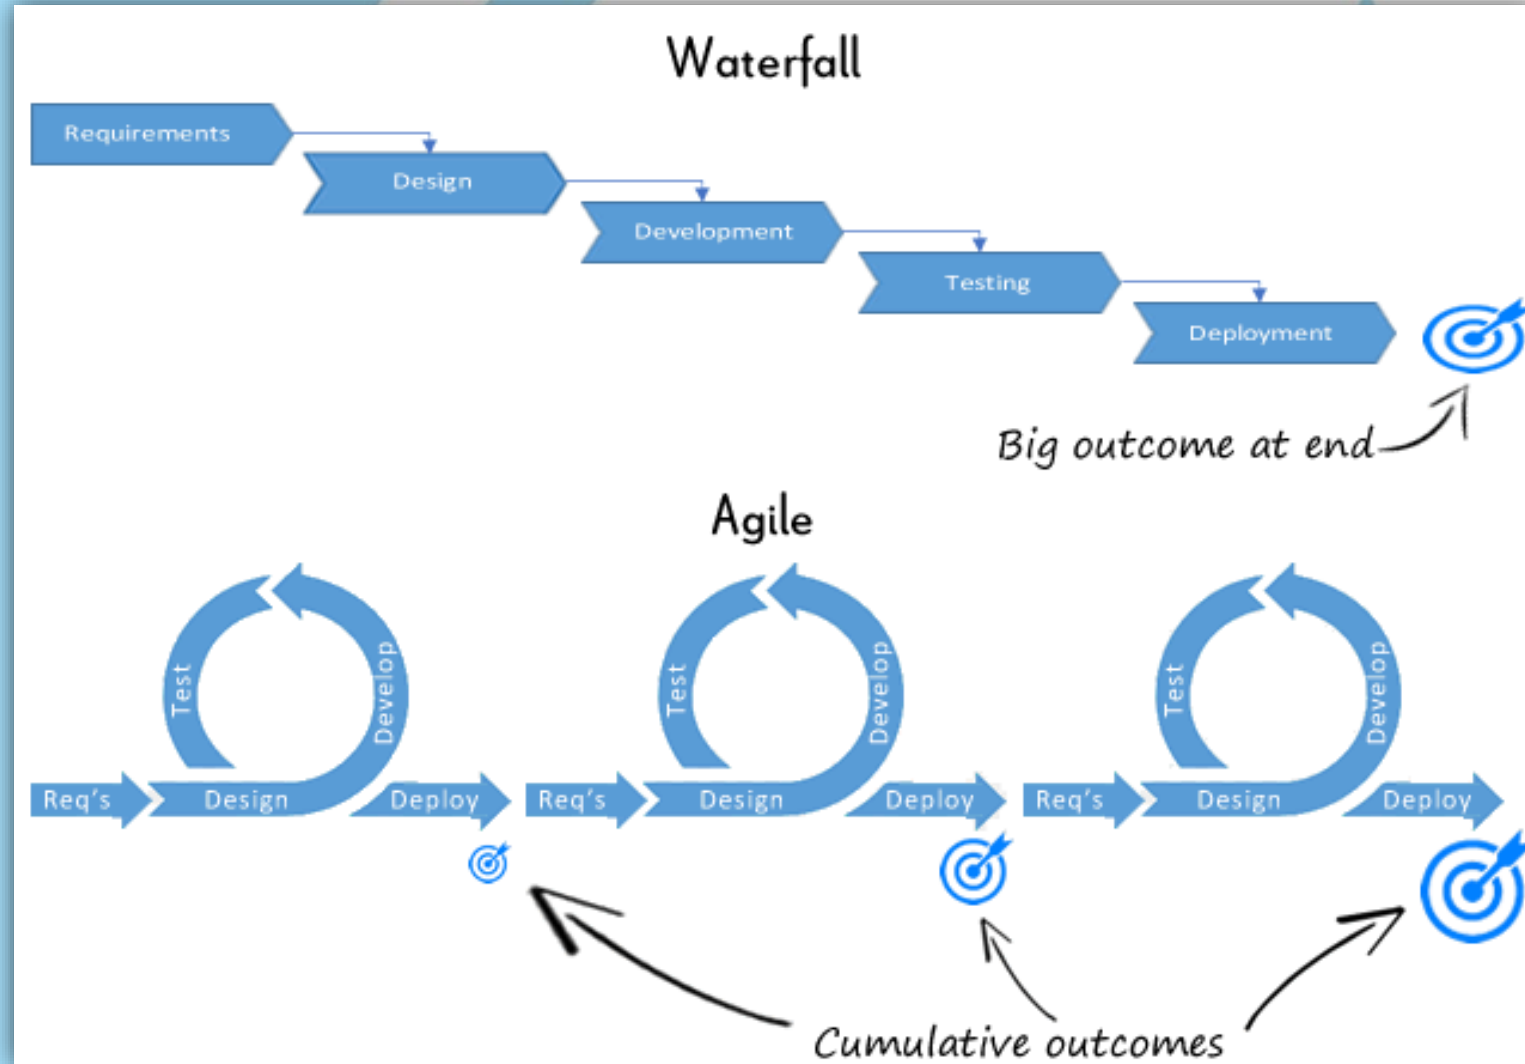 Waterfall
Requirements
Design
Development
Testing
Deployment
Big outcome at end
Agile
Test
Develop
Req's
Design
Deploy
Test
Develop
Req's
Design
Deploy
Test
Develop
Req's
Design
Deploy
Cumulative outcomes